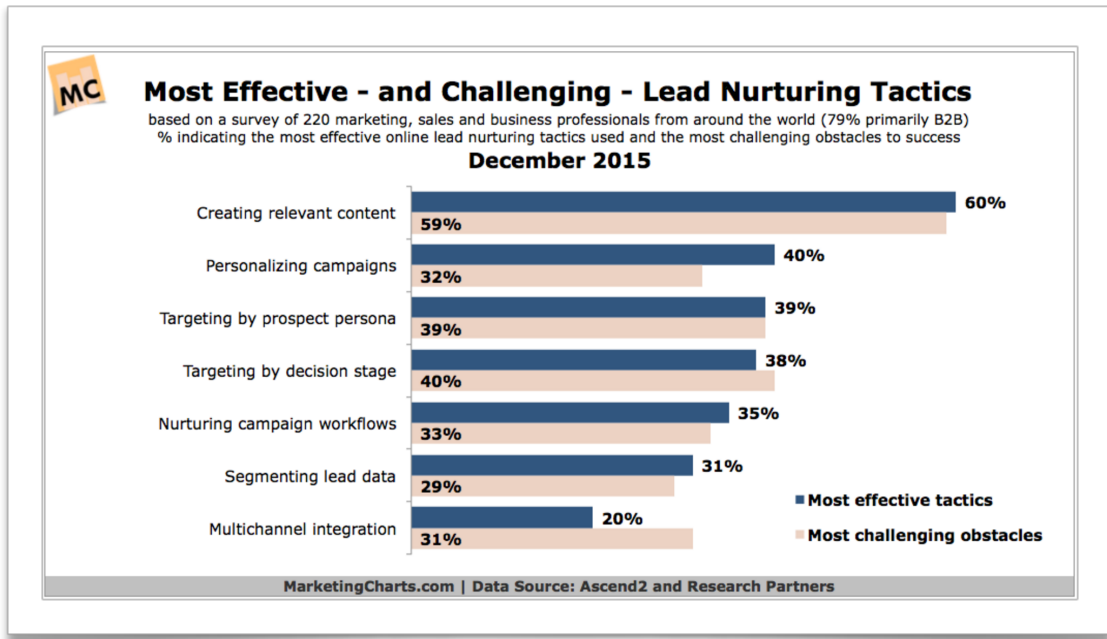 MC
Most Effective - and Challenging - Lead Nurturing Tactics
based on a survey of 220 marketing, sales and business professionals from around the world (79% primarily B2B)
% indicating the most effective online lead nurturing tactics used and the most challenging obstacles to success
December 2015
Creating relevant content
60%
59%
Personalizing campaigns
40%
32%
Targeting by prospect persona
39%
39%
Targeting by decision stage
38%
40%
Nurturing campaign workflows
35%
33%
Segmenting lead data
31%
29%
Multichannel integration
20%
31%
Most effective tactics
Most challenging obstacles
MarketingCharts.com | Data Source: Ascend2 and Research Partners